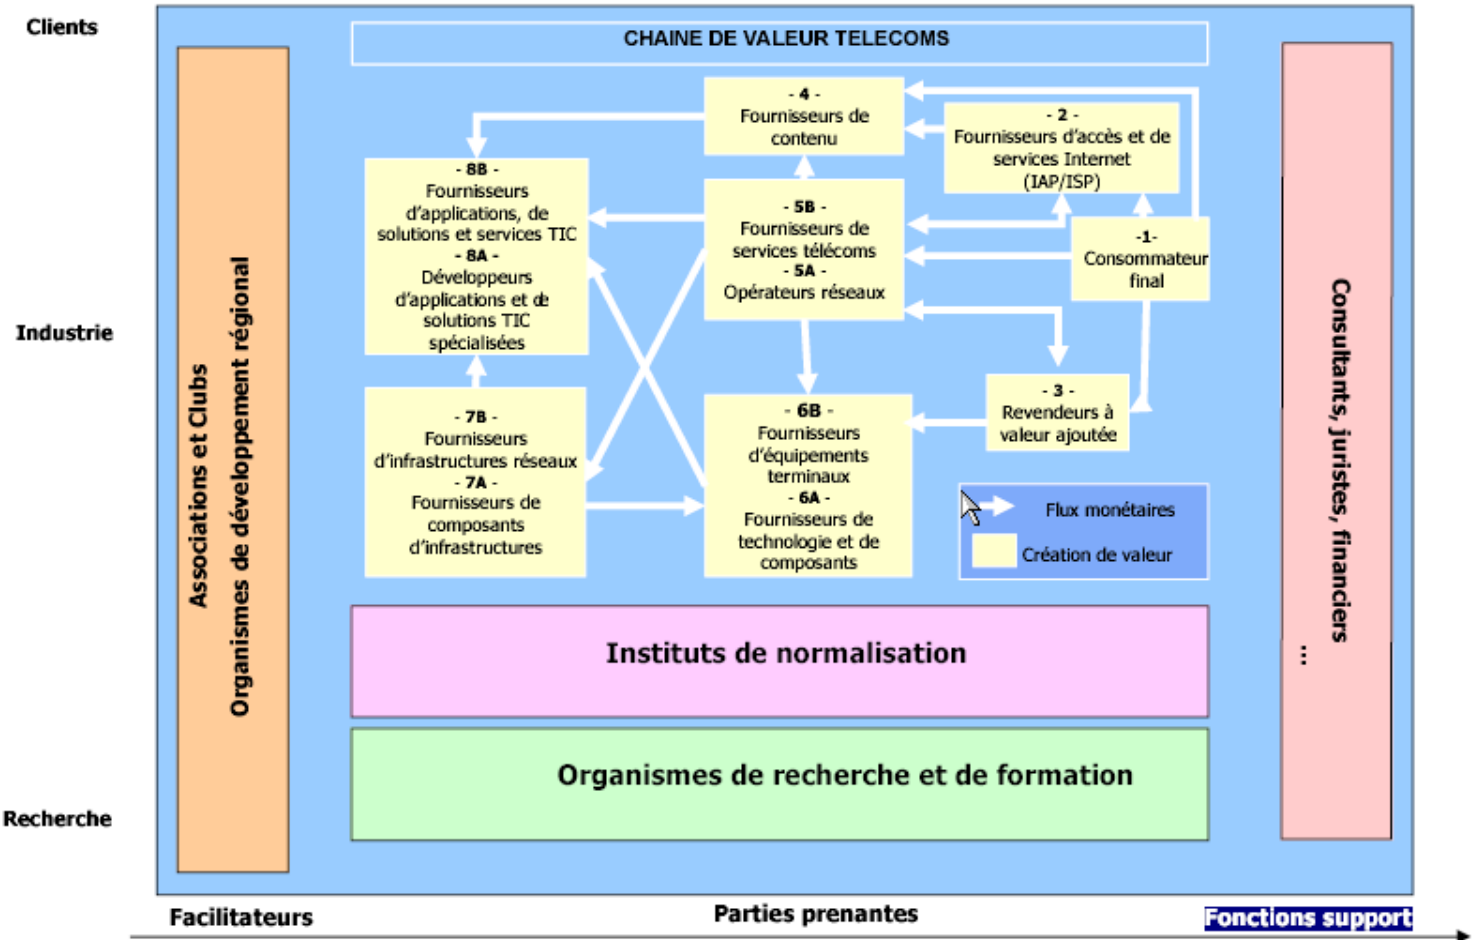 Clients
Industrie
Recherche
Associations et Clubs
Organismes de développement régional
CHAINE DE VALEUR TELECOMS
- 4 -
Fournisseurs de
contenu
- 2 -
Fournisseurs d'accès et de
services Internet
(IAP/ISP)
- 8B -
Fournisseurs
d'applications, de
solutions et services TIC
- 8A -
Développeurs
d'applications et de
solutions TIC
spécialisées
- 5B -
Fournisseurs de
services télécoms
- 5A -
Opérateurs réseaux
-1-
Consommateur
final
- 7B -
Fournisseurs
d'infrastructures réseaux
- 7A -
Fournisseurs de
composants
d'infrastructures
- 6B -
Fournisseurs
d'équipements
terminaux
- 6A -
Fournisseurs de
technologie et de
composants
- 3 -
Revendeurs à
valeur ajoutée
Flux monétaires
Création de valeur
Instituts de normalisation
Organismes de recherche et de formation
Consultants, juristes, financiers
...
Facilitateurs
Parties prenantes
Fonctions support